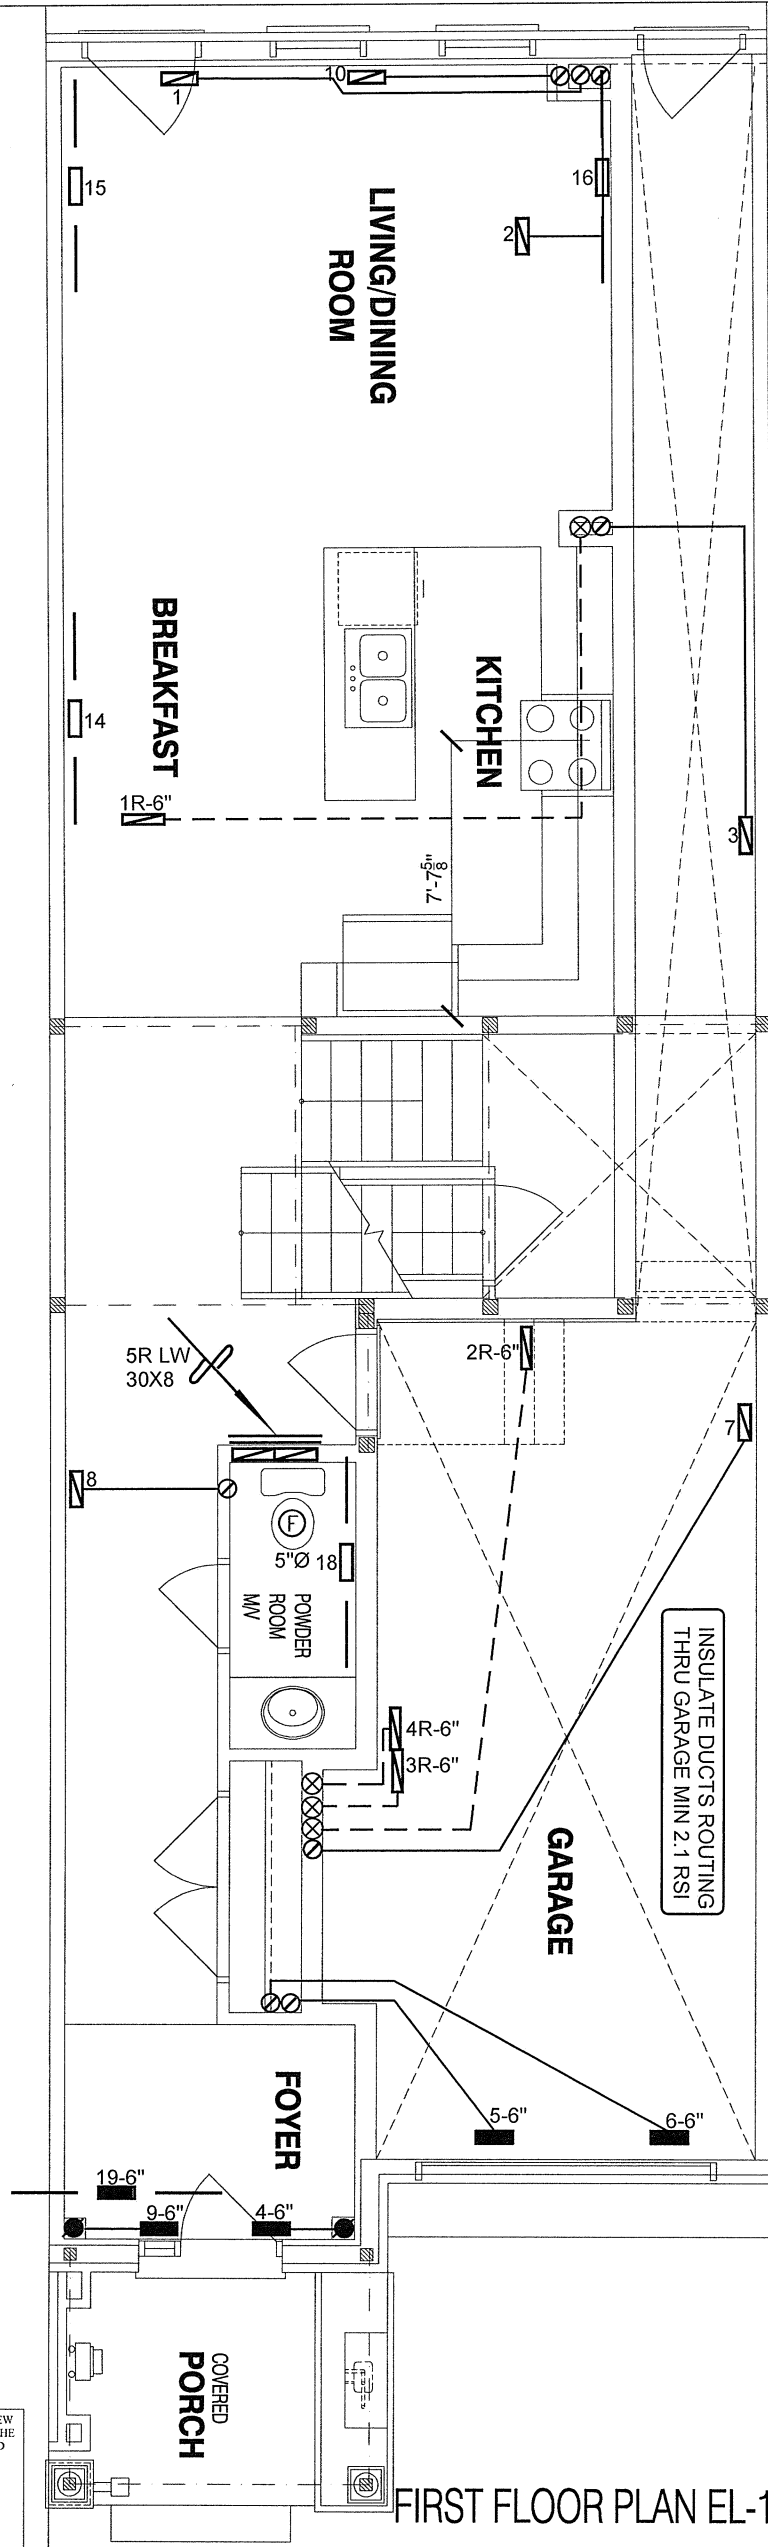 1
10
15
16
2
LIVING/DINING
ROOM
BREAKFAST
KITCHEN
14
1R-6"
3
7'-7 5/8"
5R LW
30X8
2R-6"
7
8
F
5"Ø
18
POWDER
ROOM
M/V
INSULATE DUCTS ROUTING
THRU GARAGE MIN 2.1 RSI
4R-6"
3R-6"
GARAGE
FOYER
5-6"
6-6"
19-6"
9-6"
4-6"
COVERED
PORCH
HE
FIRST FLOOR PLAN EL-1